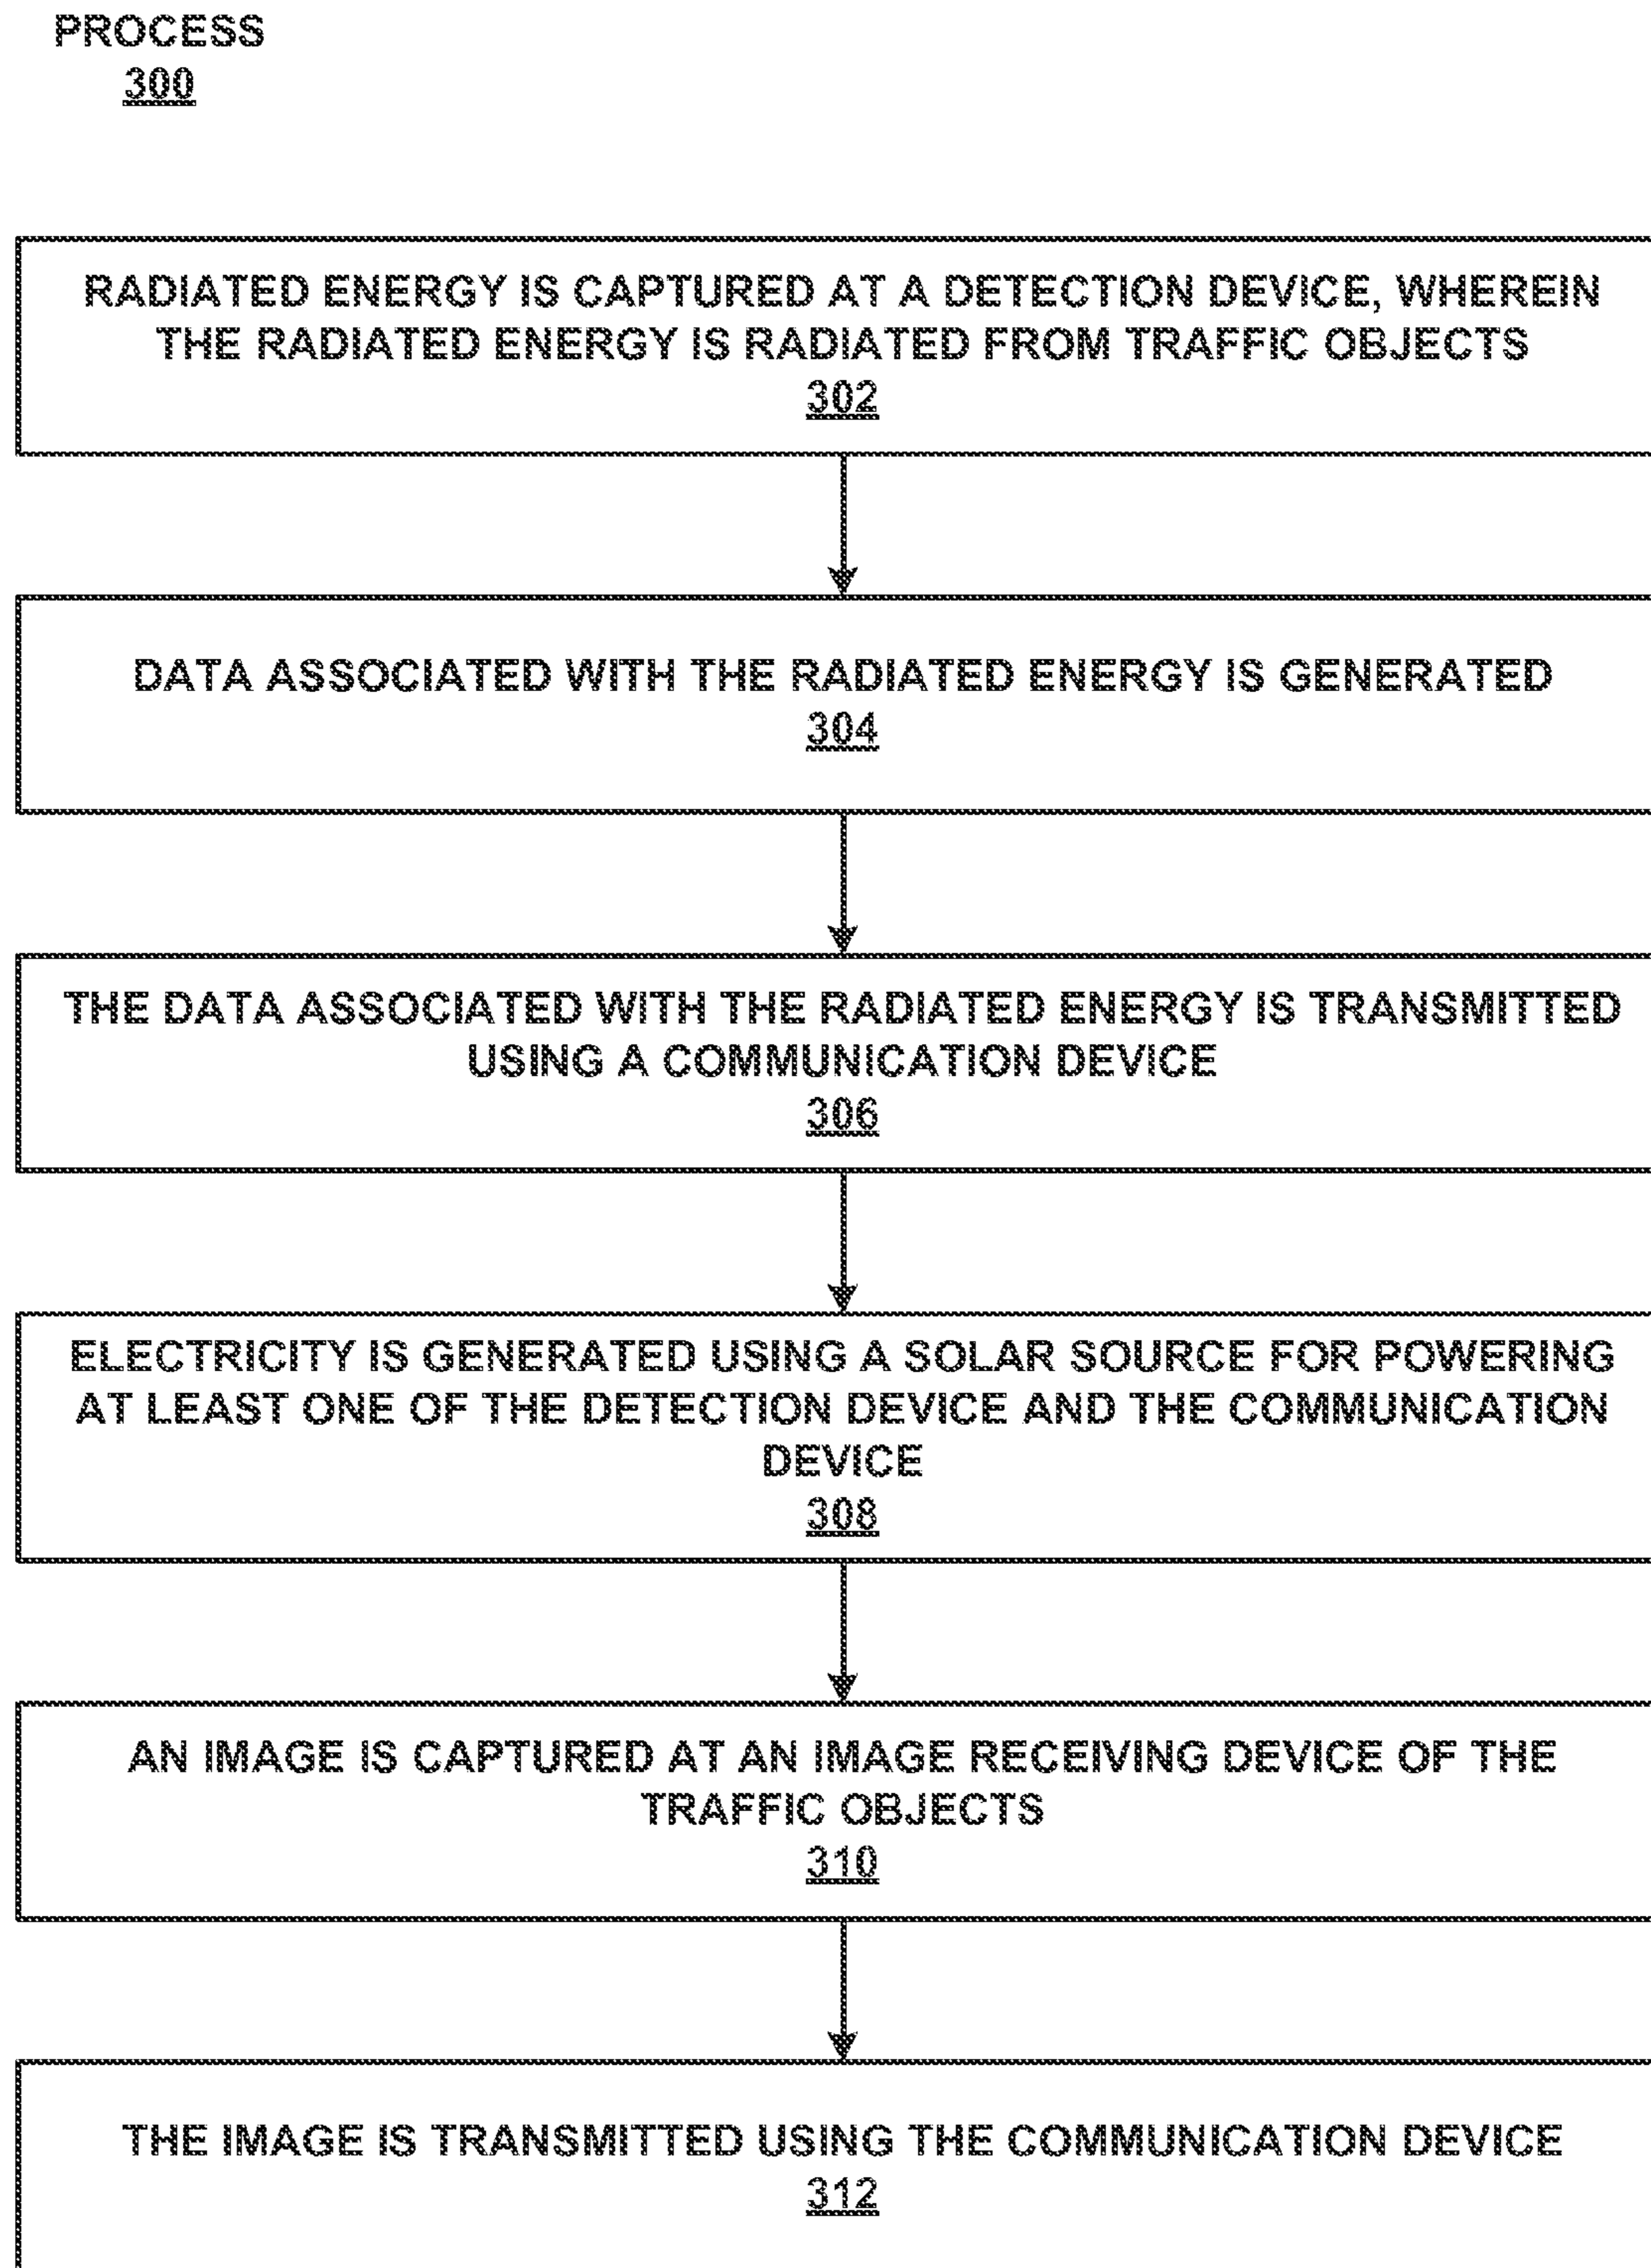 PROCESS
300
RADIATED ENERGY IS CAPTURED AT A DETECTION DEVICE, WHEREIN
THE RADIATED ENERGY IS RADIATED FROM TRAFFIC OBJECTS
302
DATA ASSOCIATED WITH THE RADIATED ENERGY IS GENERATED
304
THE DATA ASSOCIATED WITH THE RADIATED ENERGY IS TRANSMITTED
USING A COMMUNICATION DEVICE
306
ELECTRICITY IS GENERATED USING A SOLAR SOURCE FOR POWERING
AT LEAST ONE OF THE DETECTION DEVICE AND THE COMMUNICATION
DEVICE
308
AN IMAGE IS CAPTURED AT AN IMAGE RECEIVING DEVICE OF THE
TRAFFIC OBJECTS
310
THE IMAGE IS TRANSMITTED USING THE COMMUNICATION DEVICE
312